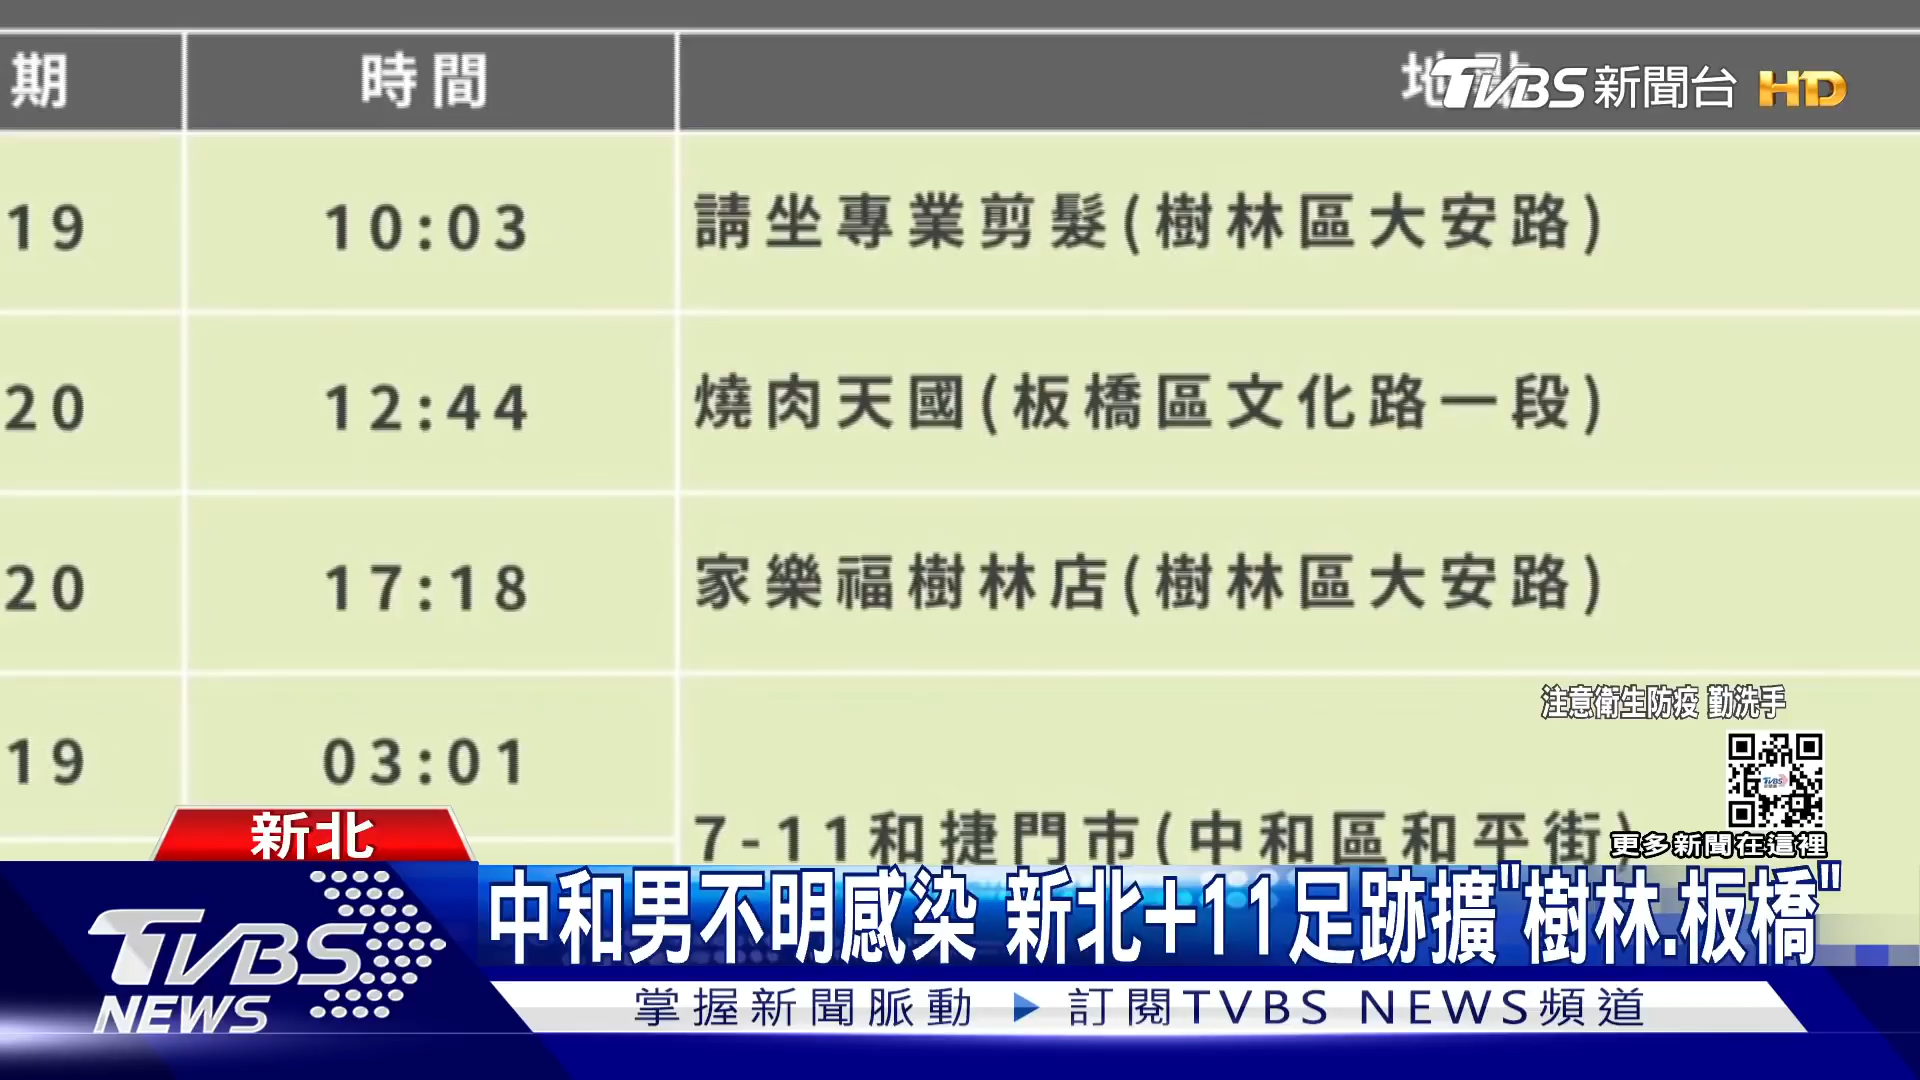 期 時間 地點
TVBS新聞台 HD
19 10:03 請坐專業剪髮(樹林區大安路)
20 12:44 燒肉天國(板橋區文化路一段)
20 17:18 家樂福樹林店(樹林區大安路)
19 03:01
注意衛生防疫 勤洗手
TVBS
7-11和捷門市(中和區和平街)
更多新聞在這裡
新北
中和男不明感染 新北+11足跡擴"樹林.板橋"
TVBS
NEWS
掌握新聞脈動 ▶ 訂閱TVBS NEWS頻道